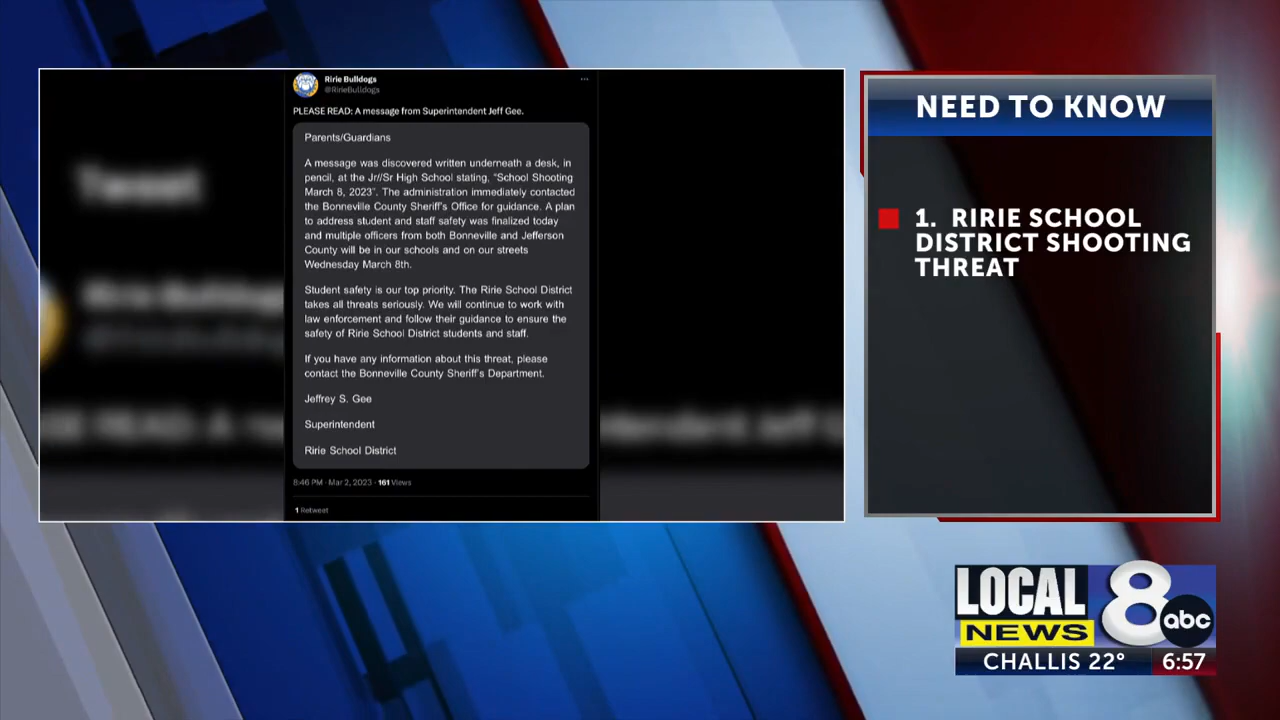 Ririe Bulldogs
@RirieBulldogs
PLEASE READ: A message from Superintendent Jeff Gee.
Parents/Guardians
A message was discovered written underneath a desk, in
pencil, at the Jr//Sr High School stating, "School Shooting
March 8, 2023". The administration immediately contacted
the Bonneville County Sheriff's Office for guidance. A plan
to address student and staff safety was finalized today
and multiple officers from both Bonneville and Jefferson
County will be in our schools and on our streets
Wednesday March 8th.
Student safety is our top priority. The Ririe School District
takes all threats seriously. We will continue to work with
law enforcement and follow their guidance to ensure the
safety of Ririe School District students and staff.
If you have any information about this threat, please
contact the Bonneville County Sheriff's Department.
Jeffrey S. Gee
Superintendent
Ririe School District
8:46 PM · Mar 2, 2023 · 161 Views
1 Retweet
Tweet
NEED TO KNOW
1. RIRIE SCHOOL
DISTRICT SHOOTING
THREAT
LOCAL
NEWS
8
abc
CHALLIS 22°
6:57